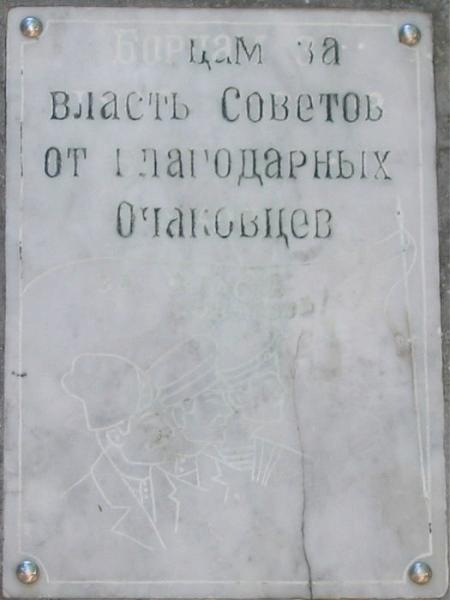 Борцам за
власть Советов
от благодарных
Очаковцев